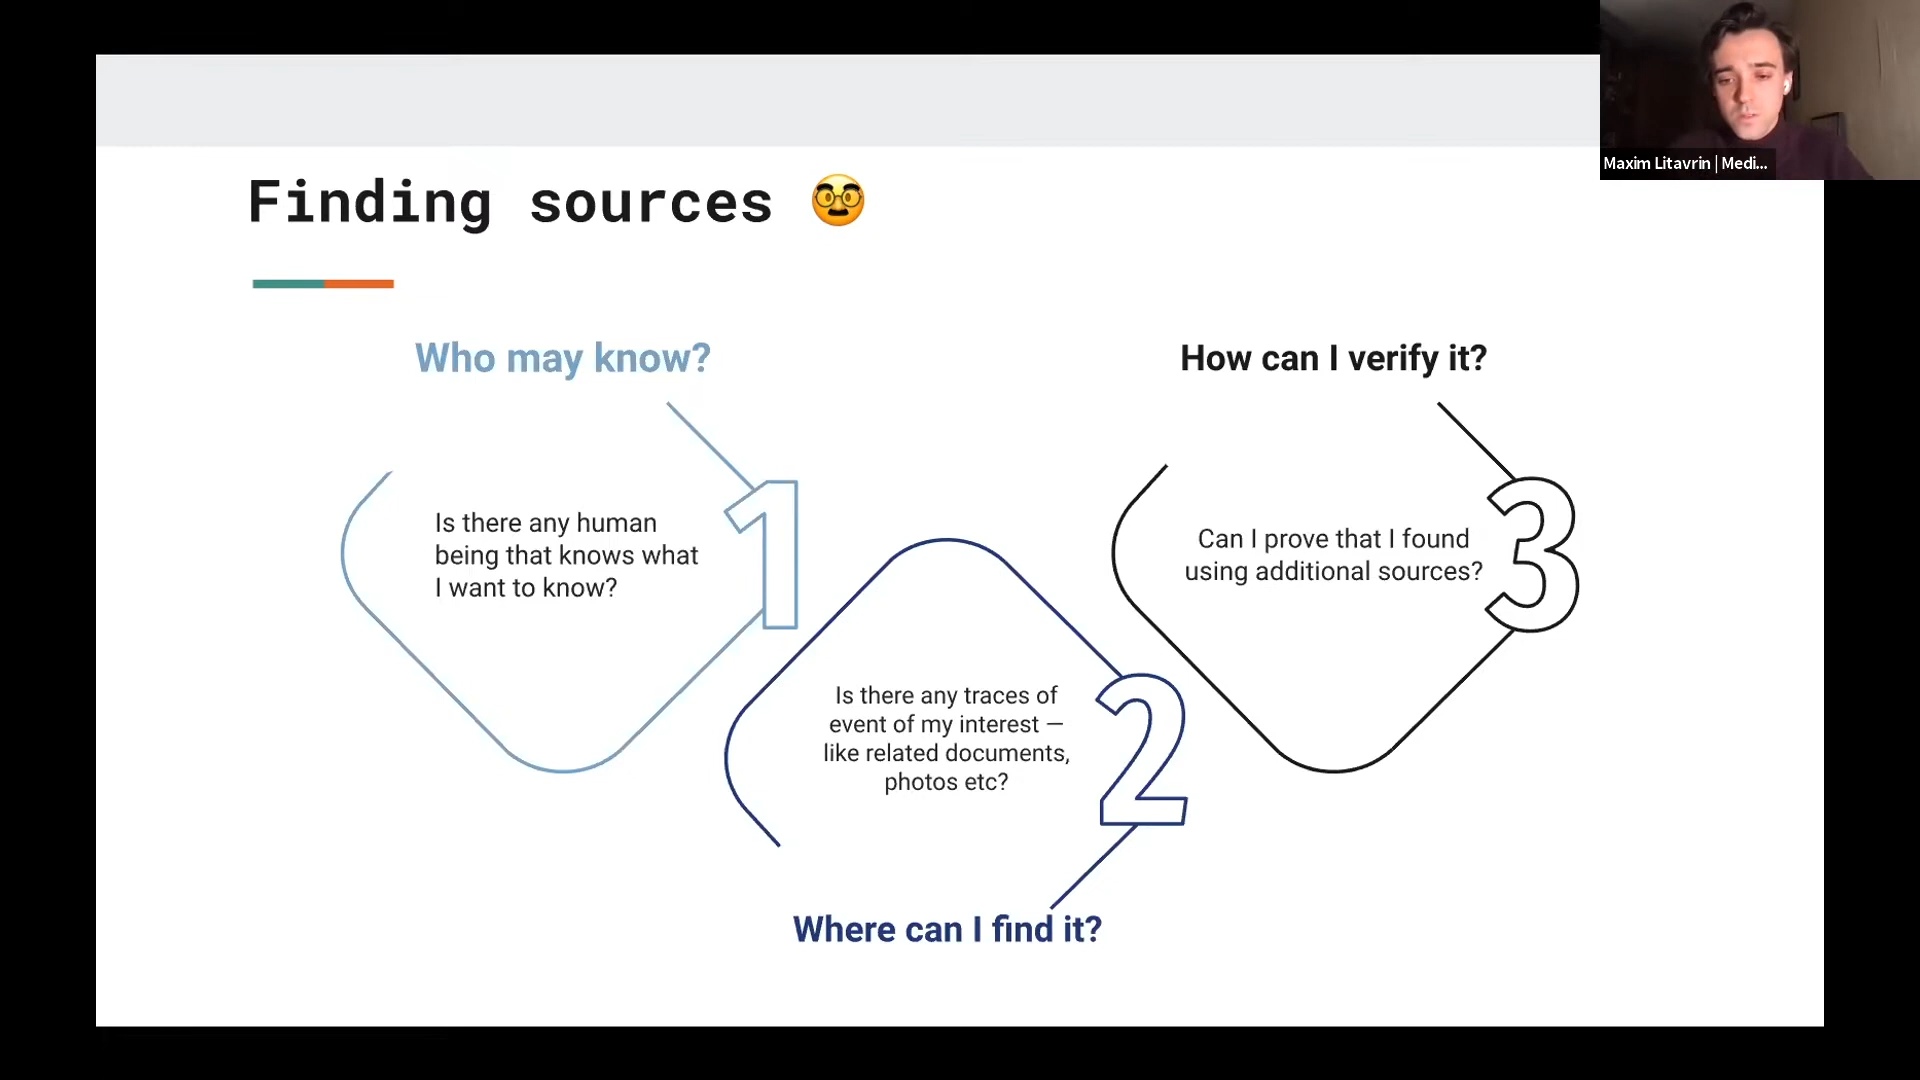 Maxim Litavrin | Medi...
Finding sources
Who may know?
Is there any human
being that knows what
I want to know?
1
Is there any traces of
event of my interest —
like related documents,
photos etc?
2
Where can I find it?
How can I verify it?
Can I prove that I found
using additional sources?
3